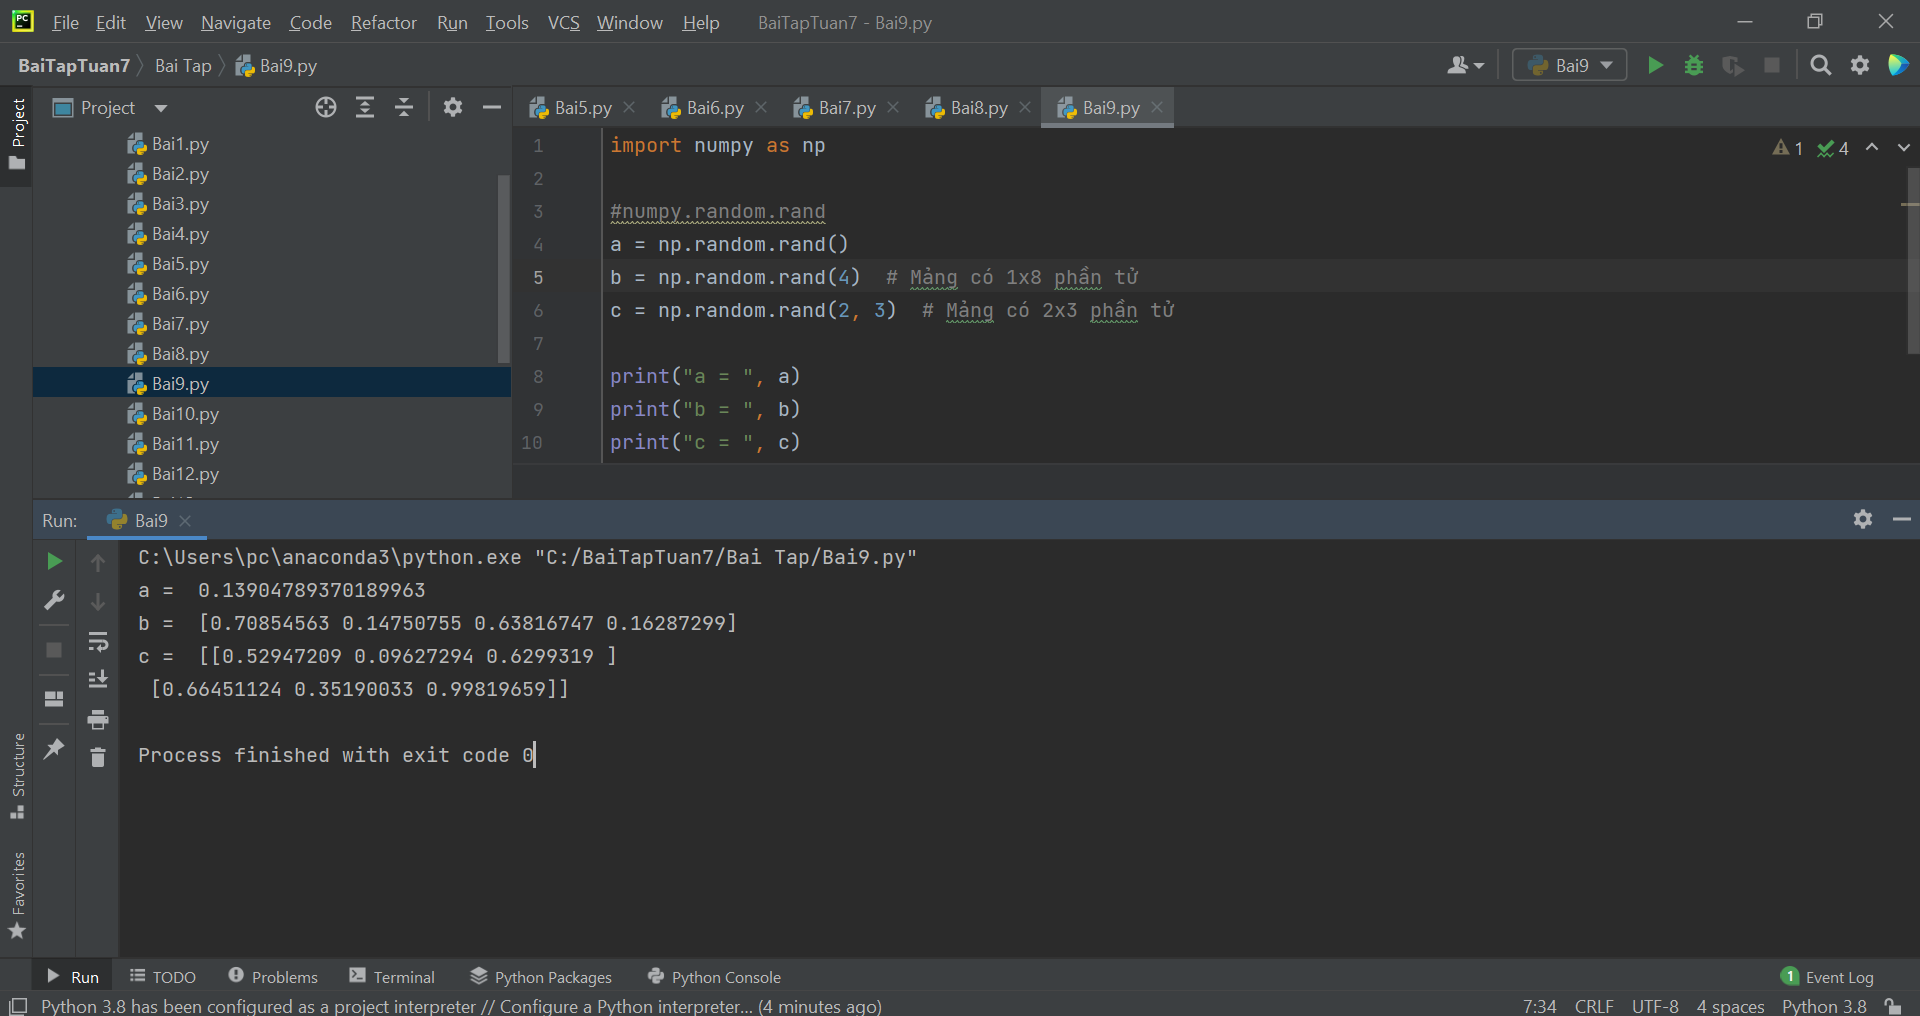 PC File Edit View Navigate Code Refactor Run Tools VCS Window Help BaiTapTuan7 - Bai9.py
BaiTapTuan7 Bai Tap Bai9.py Bai9
Project
Project
Bai1.py
Bai2.py
Bai3.py
Bai4.py
Bai5.py
Bai6.py
Bai7.py
Bai8.py
Bai9.py
Bai10.py
Bai11.py
Bai12.py
Bai5.py Bai6.py Bai7.py Bai8.py Bai9.py
1 import numpy as np
2
3 #numpy.random.rand
4 a = np.random.rand()
5 b = np.random.rand(4)  # Mảng có 1x8 phần tử
6 c = np.random.rand(2, 3)  # Mảng có 2x3 phần tử
7
8 print("a = ", a)
9 print("b = ", b)
10 print("c = ", c)
1 4
Run: Bai9
C:\Users\pc\anaconda3\python.exe "C:/BaiTapTuan7/Bai Tap/Bai9.py"
a =  0.13904789370189963
b =  [0.70854563 0.14750755 0.63816747 0.16287299]
c =  [[0.52947209 0.09627294 0.6299319 ]
 [0.66451124 0.35190033 0.99819659]]
Process finished with exit code 0
Structure
Favorites
Run TODO Problems Terminal Python Packages Python Console 1 Event Log
Python 3.8 has been configured as a project interpreter // Configure a Python interpreter... (4 minutes ago) 7:34 CRLF UTF-8 4 spaces Python 3.8